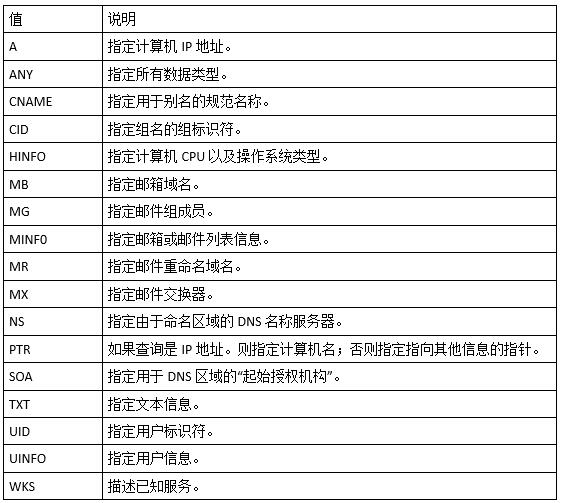 值 说明
A 指定计算机 IP 地址。
ANY 指定所有数据类型。
CNAME 指定用于别名的规范名称。
CID 指定组名的组标识符。
HINFO 指定计算机 CPU 以及操作系统类型。
MB 指定邮箱域名。
MG 指定邮件组成员。
MINF0 指定邮箱或邮件列表信息。
MR 指定邮件重命名域名。
MX 指定邮件交换器。
NS 指定由于命名区域的 DNS 名称服务器。
PTR 如果查询是 IP 地址。则指定计算机名；否则指定指向其他信息的指针。
SOA 指定用于 DNS 区域的“起始授权机构”。
TXT 指定文本信息。
UID 指定用户标识符。
UINFO 指定用户信息。
WKS 描述已知服务。